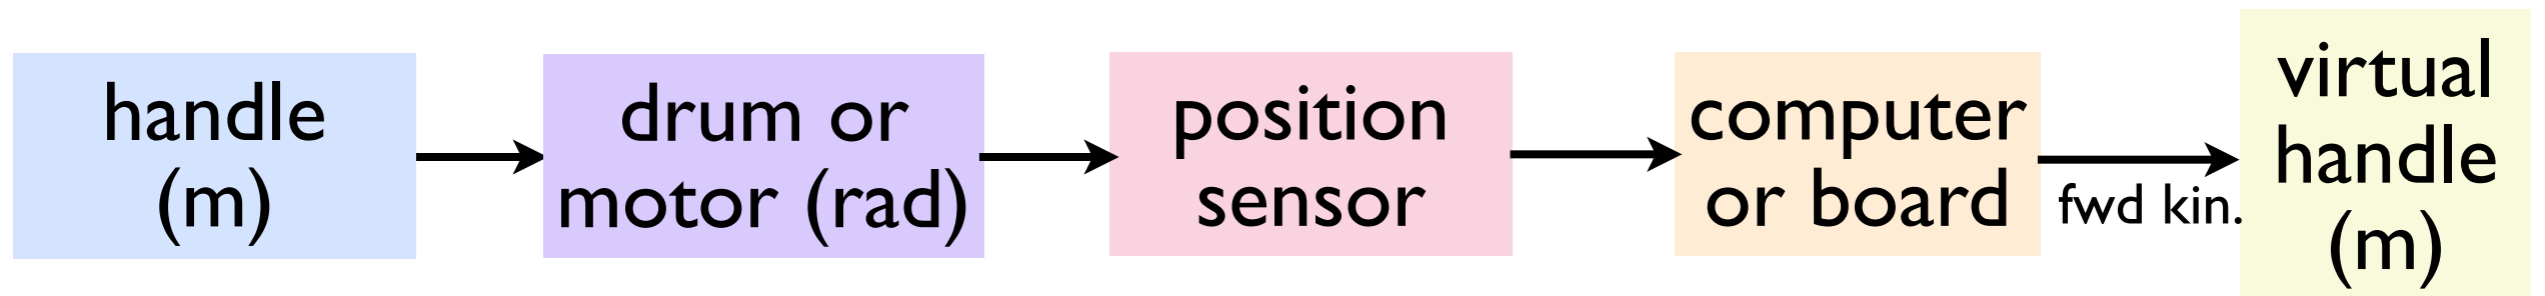 handle
(m)
drum or
motor (rad)
position
sensor
computer
or board
fwd kin.
virtual
handle
(m)